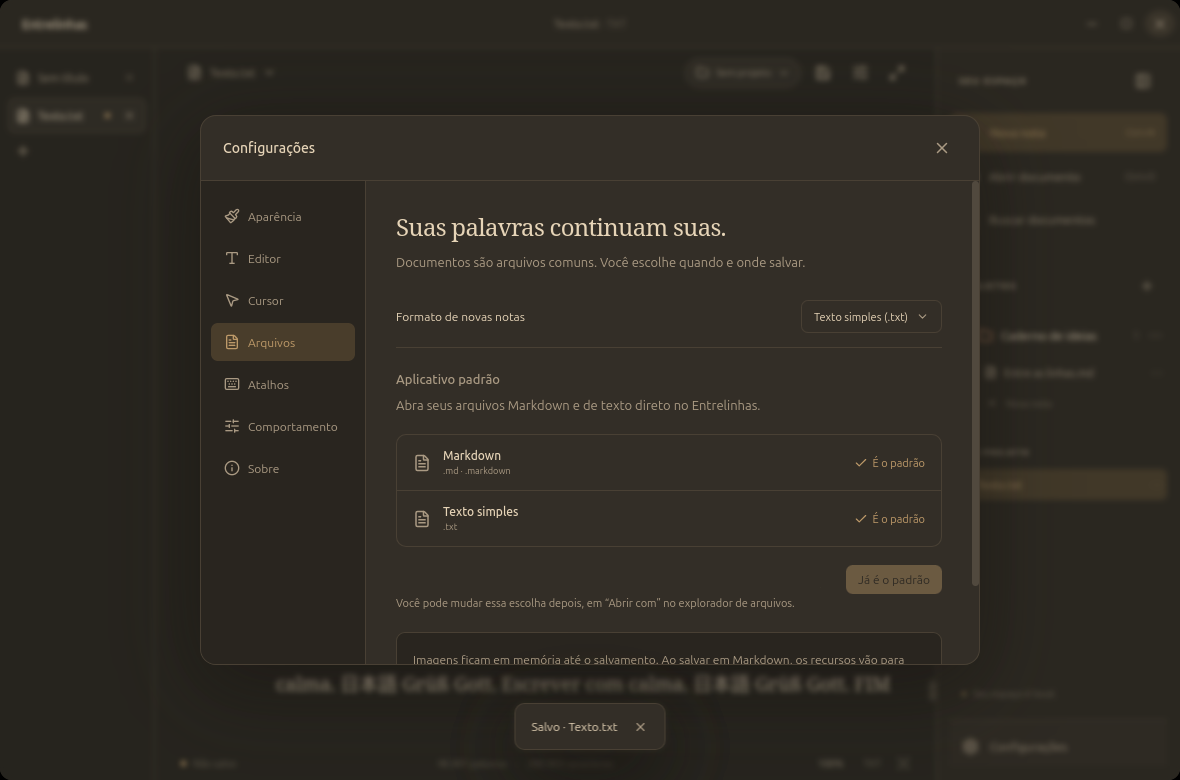 Entrelinhas
Configurações
Aparência
Editor
Cursor
Arquivos
Atalhos
Comportamento
Sobre
Suas palavras continuam suas.
Documentos são arquivos comuns. Você escolhe quando e onde salvar.
Formato de novas notas
Texto simples (.txt)
Aplicativo padrão
Abra seus arquivos Markdown e de texto direto no Entrelinhas.
Markdown
.md · .markdown
É o padrão
Texto simples
.txt
É o padrão
Já é o padrão
Você pode mudar essa escolha depois, em “Abrir com” no explorador de arquivos.
Imagens ficam em memória até o salvamento. Ao salvar em Markdown, os recursos vão para
calma. 日本語 Grüß Gott. Escrever com calma. 日本語 Grüß Gott. FIM
Salvo · Texto.txt
Configurações